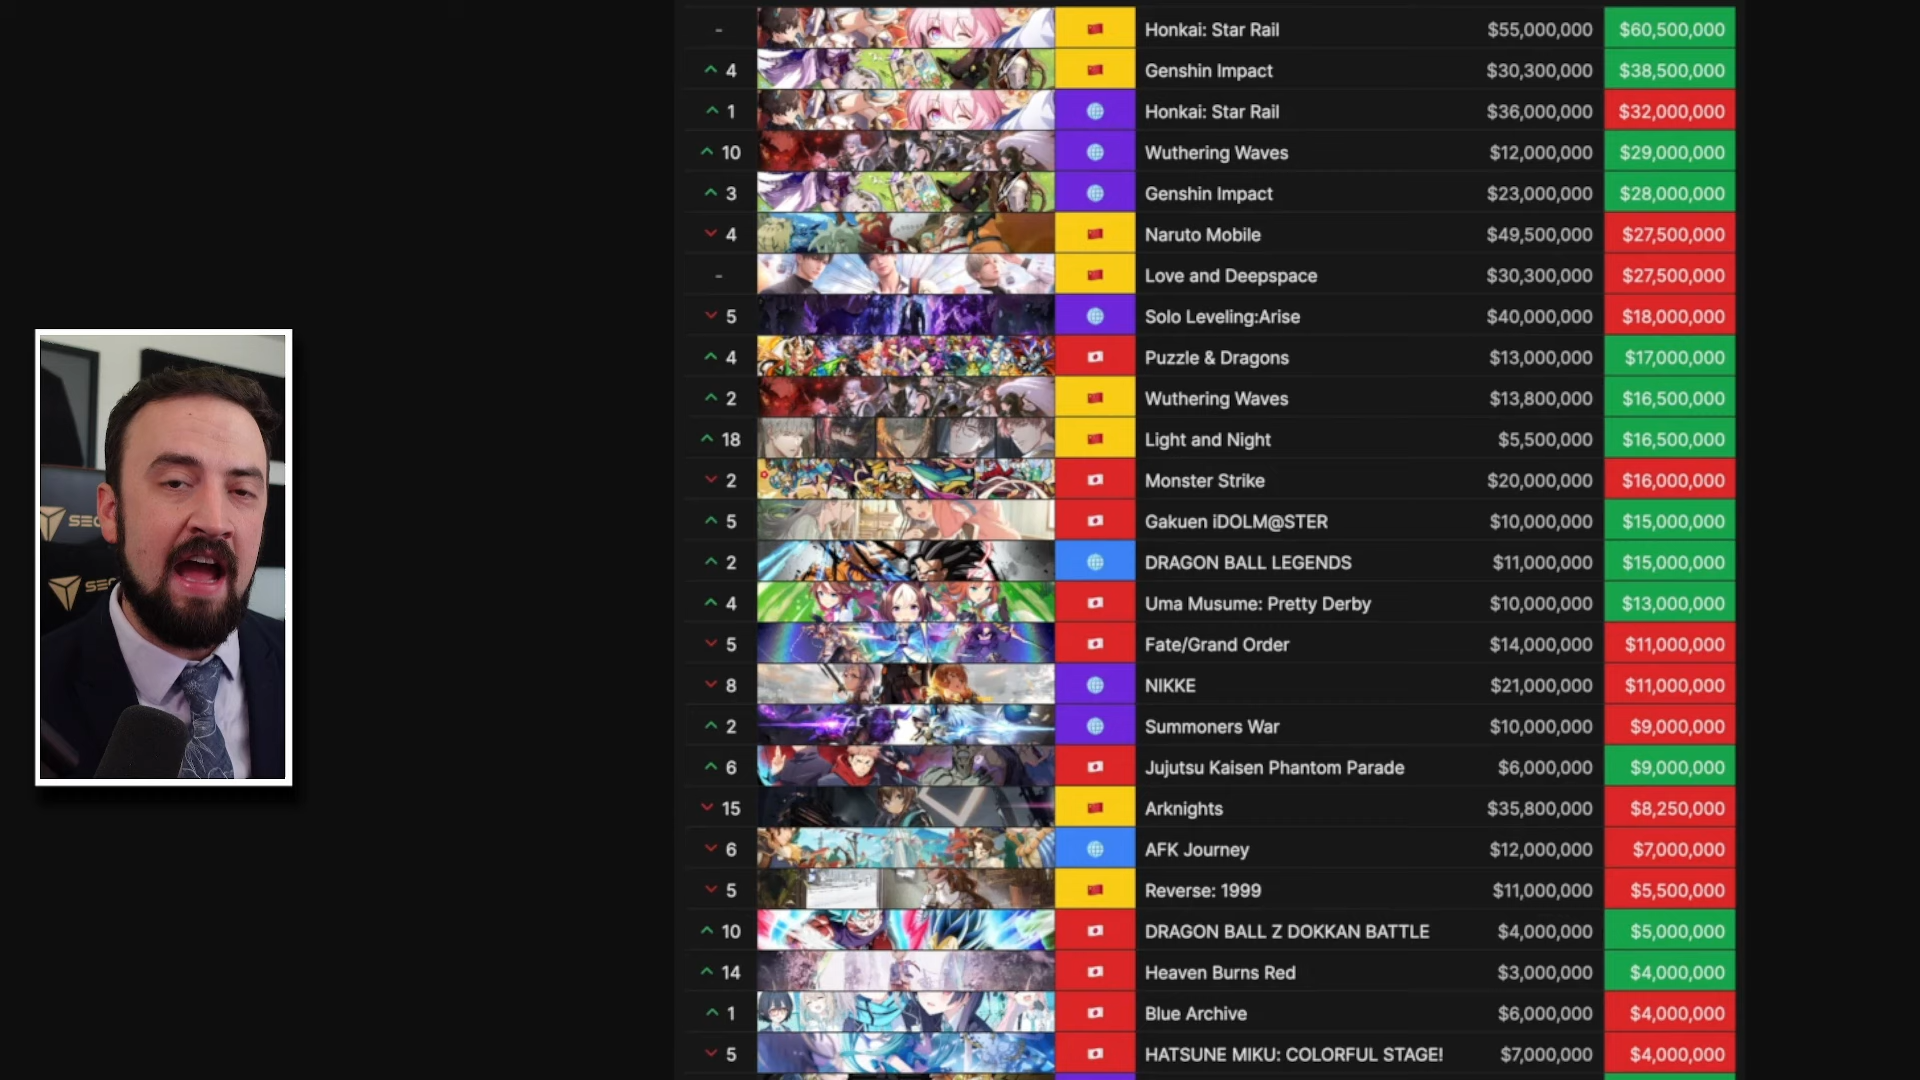 - Honkai: Star Rail $55,000,000 $60,500,000
4 Genshin Impact $30,300,000 $38,500,000
1 Honkai: Star Rail $36,000,000 $32,000,000
10 Wuthering Waves $12,000,000 $29,000,000
3 Genshin Impact $23,000,000 $28,000,000
4 Naruto Mobile $49,500,000 $27,500,000
- Love and Deepspace $30,300,000 $27,500,000
5 Solo Leveling:Arise $40,000,000 $18,000,000
4 Puzzle & Dragons $13,000,000 $17,000,000
2 Wuthering Waves $13,800,000 $16,500,000
18 Light and Night $5,500,000 $16,500,000
2 Monster Strike $20,000,000 $16,000,000
5 Gakuen iDOLM@STER $10,000,000 $15,000,000
2 DRAGON BALL LEGENDS $11,000,000 $15,000,000
4 Uma Musume: Pretty Derby $10,000,000 $13,000,000
5 Fate/Grand Order $14,000,000 $11,000,000
8 NIKKE $21,000,000 $11,000,000
2 Summoners War $10,000,000 $9,000,000
6 Jujutsu Kaisen Phantom Parade $6,000,000 $9,000,000
15 Arknights $35,800,000 $8,250,000
6 AFK Journey $12,000,000 $7,000,000
5 Reverse: 1999 $11,000,000 $5,500,000
10 DRAGON BALL Z DOKKAN BATTLE $4,000,000 $5,000,000
14 Heaven Burns Red $3,000,000 $4,000,000
1 Blue Archive $6,000,000 $4,000,000
5 HATSUNE MIKU: COLORFUL STAGE! $7,000,000 $4,000,000